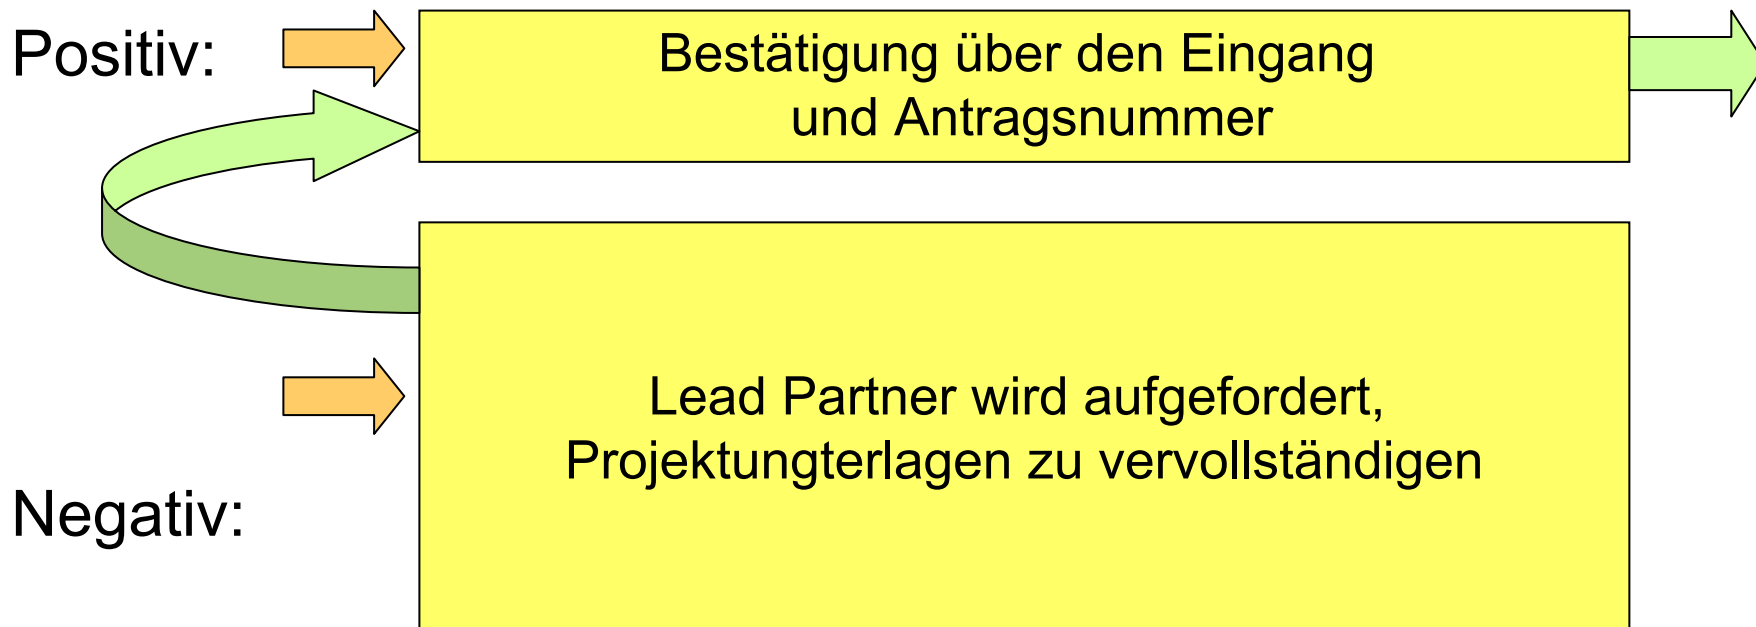 Positiv:
Bestätigung über den Eingang
und Antragsnummer
Lead Partner wird aufgefordert,
Projektungterlagen zu vervollständigen
Negativ: